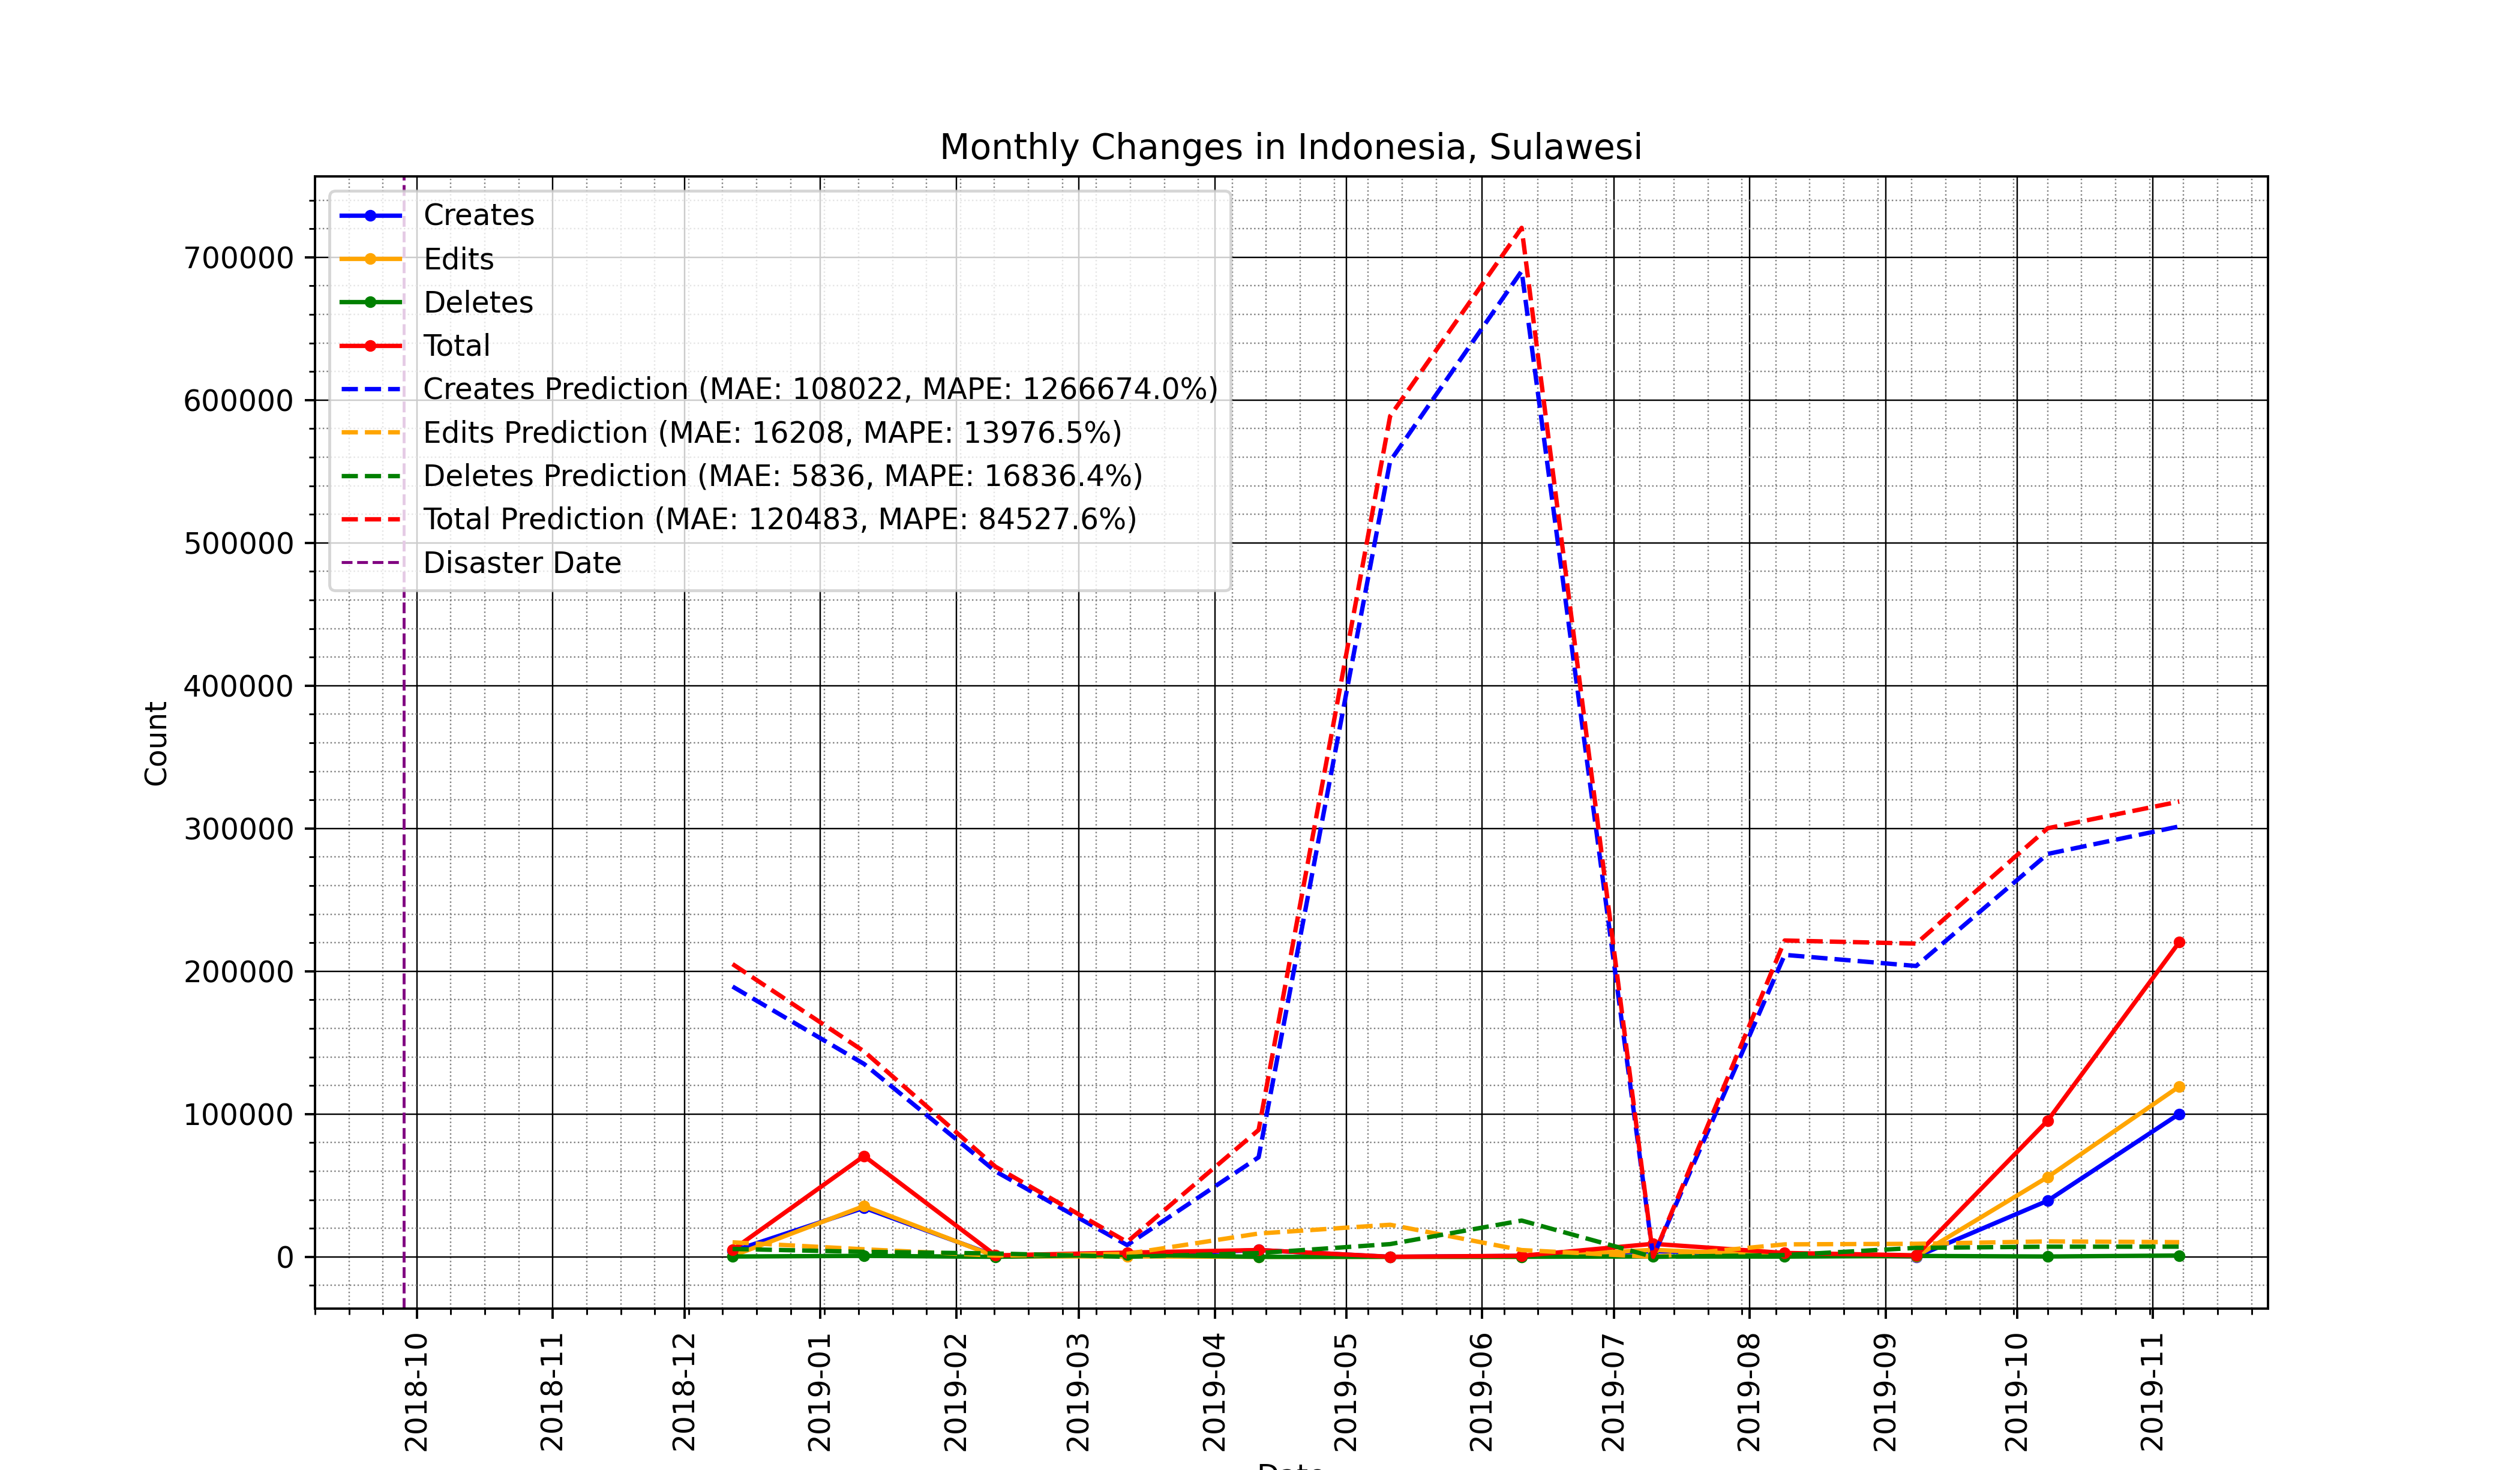 Monthly Changes in Indonesia, Sulawesi
Creates
Edits
Deletes
Total
Creates Prediction (MAE: 108022, MAPE: 1266674.0%)
Edits Prediction (MAE: 16208, MAPE: 13976.5%)
Deletes Prediction (MAE: 5836, MAPE: 16836.4%)
Total Prediction (MAE: 120483, MAPE: 84527.6%)
Disaster Date
Count
700000
600000
500000
400000
300000
200000
100000
0
2018-10
2018-11
2018-12
2019-01
2019-02
2019-03
2019-04
2019-05
2019-06
2019-07
2019-08
2019-09
2019-10
2019-11
Date